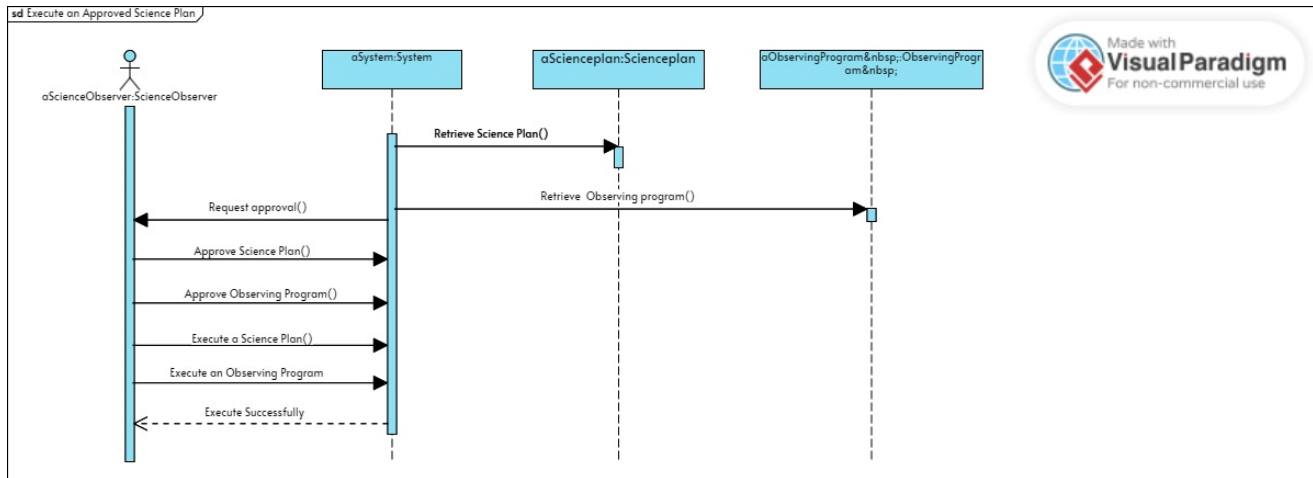 sd Execute an Approved Science Plan
Made with
Visual Paradigm
For non-commercial use
aScienceObserver:ScienceObserver
aSystem:System
aScienceplan:Scienceplan
aObservingProgram&nbsp;:ObservingProgr
am&nbsp;
Retrieve Science Plan()
Retrieve Observing program()
Request approval()
Approve Science Plan()
Approve Observing Program()
Execute a Science Plan()
Execute an Observing Program
Execute Successfully